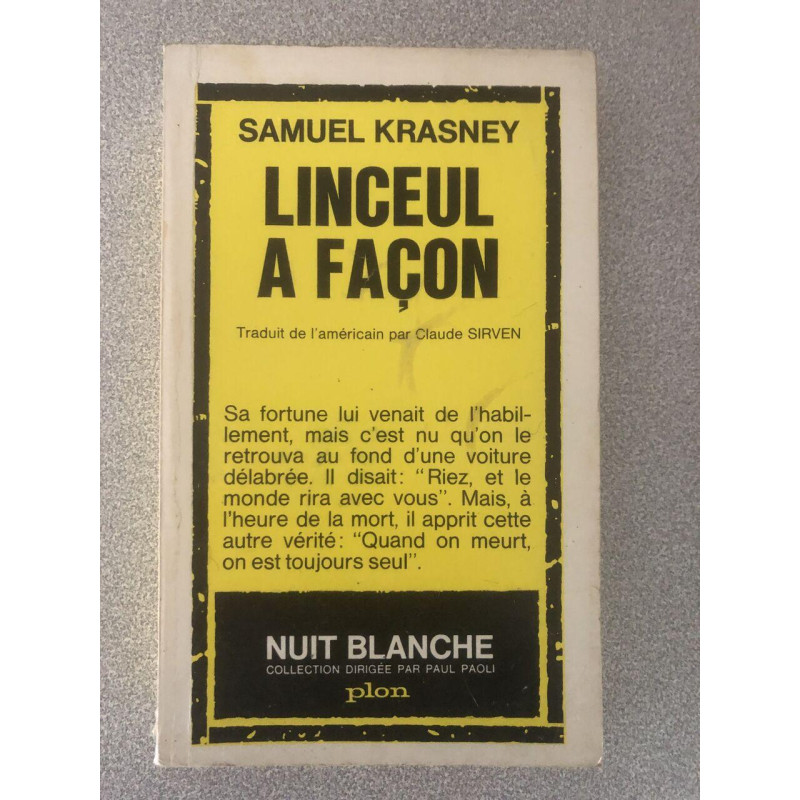 SAMUEL KRASNEY
LINCEUL
A FAÇON
Traduit de l'américain par Claude SIRVEN
Sa fortune lui venait de l'habil-
lement, mais c'est nu qu'on le
retrouva au fond d'une voiture
délabrée. Il disait: "Riez, et le
monde rira avec vous". Mais, à
l'heure de la mort, il apprit cette
autre vérité: "Quand on meurt,
on est toujours seul".
NUIT BLANCHE
COLLECTION DIRIGÉE PAR PAUL PAOLI
plon